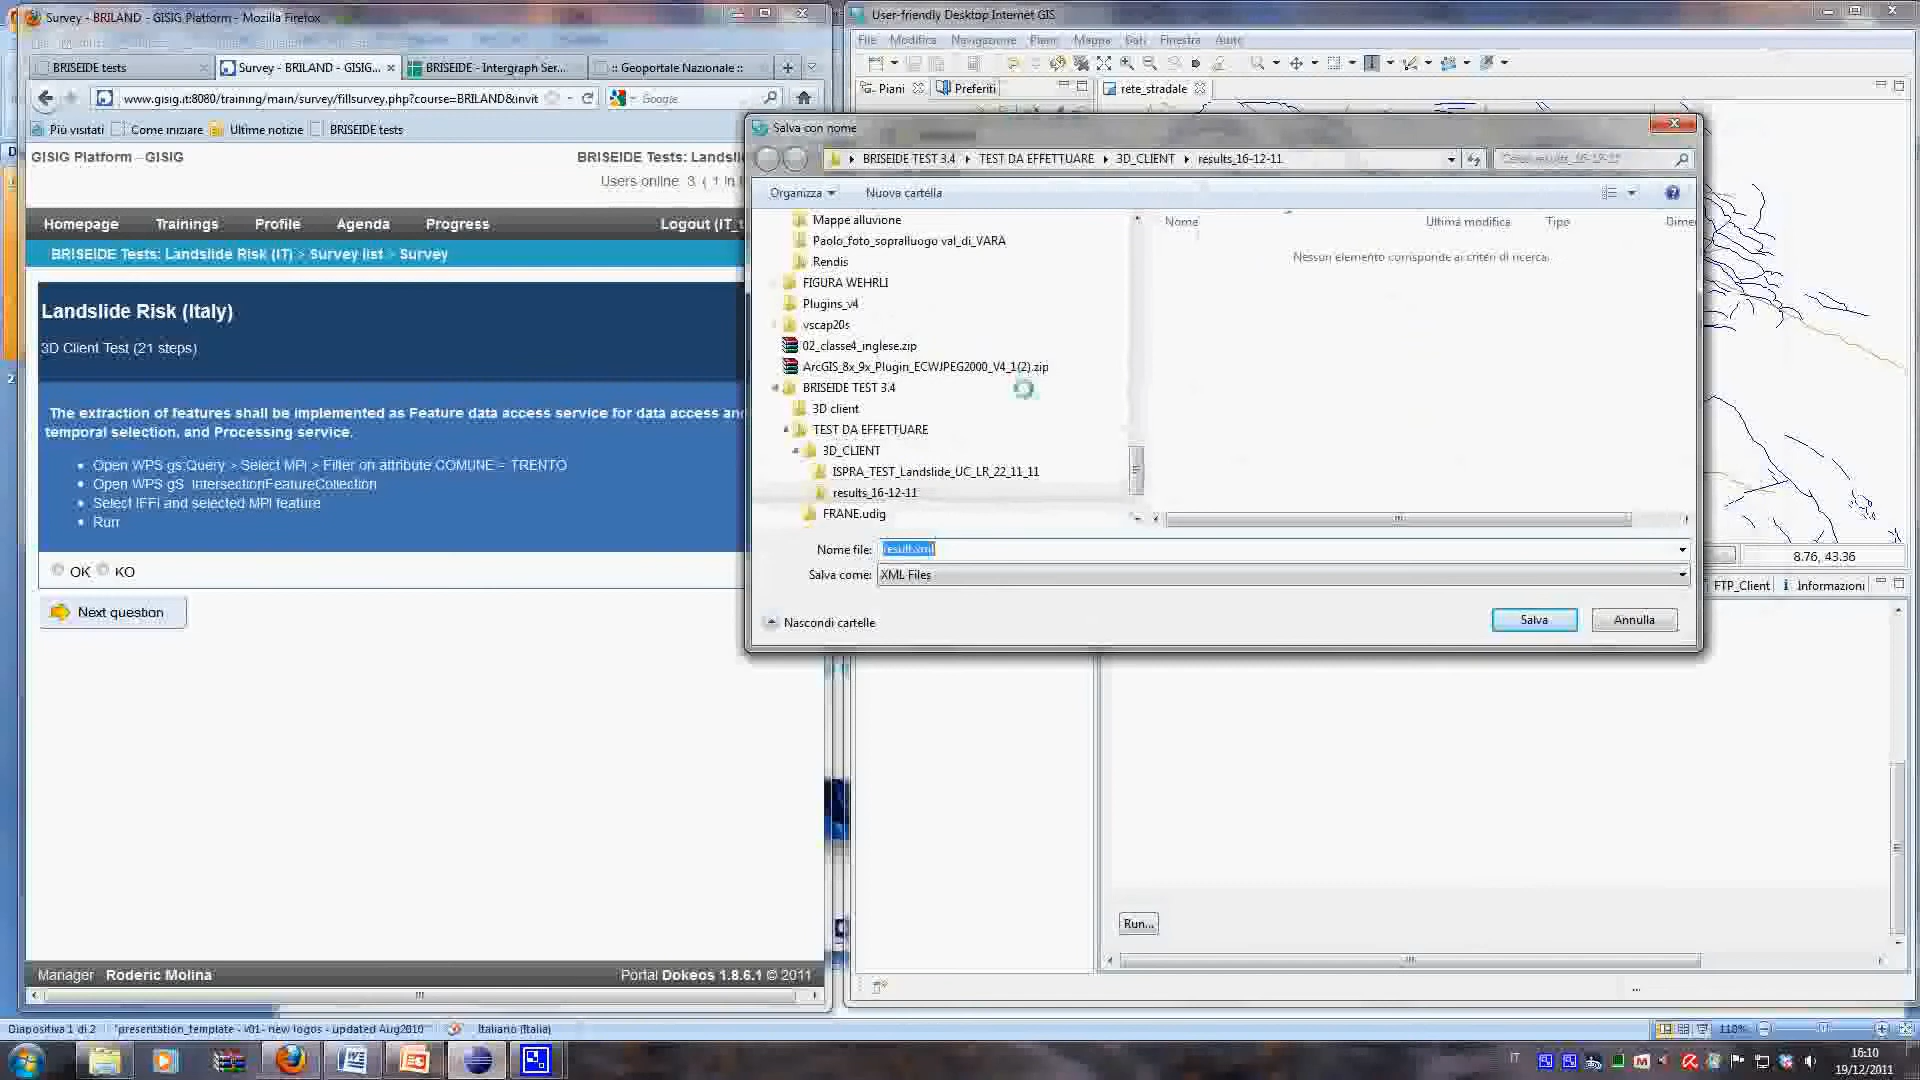 Survey - BRILAND - GISIG Platform - Mozilla Firefox
BRISEIDE tests
Survey - BRILAND - GISIG...
BRISEIDE - Intergraph Ser...
:: Geoportale Nazionale ::
www.gisig.it:8080/training/main/survey/fillsurvey.php?course=BRILAND&invit
Google
Più visitati
Come iniziare
Ultime notizie
BRISEIDE tests
GISIG Platform - GISIG
BRISEIDE Tests: Landsli
Users online
Homepage
Trainings
Profile
Agenda
Progress
Logout (IT_t
BRISEIDE Tests: Landslide Risk (IT) > Survey list > Survey
Landslide Risk (Italy)
3D Client Test (21 steps)
The extraction of features shall be implemented as Feature data access service for data access and
temporal selection, and Processing service.
Open WPS gs:Query > Select MPI > Filter on attribute COMUNE = TRENTO
Open WPS gS_IntersectionFeatureCollection
Select IFFI and selected MPI feature
Run
OK
KO
Next question
Manager Roderic Molina
Portal Dokeos 1.8.6.1 © 2011
User-friendly Desktop Internet GIS
File
Modifica
Navigazione
Piani
Mappa
Dati
Finestra
Aiuto
Piani
Preferiti
rete_stradale
Salva con nome
BRISEIDE TEST 3.4
TEST DA EFFETTUARE
3D_CLIENT
results_16-12-11
Cerca results_16-12-11
Organizza
Nuova cartella
Mappe alluvione
Paolo_foto_sopralluogo val_di_VARA
Rendis
FIGURA WEHRLI
Plugins_v4
vscap20s
02_classe4_inglese.zip
ArcGIS_8x_9x_Plugin_ECWJPEG2000_V4_1(2).zip
BRISEIDE TEST 3.4
3D client
TEST DA EFFETTUARE
3D_CLIENT
ISPRA_TEST_Landslide_UC_LR_22_11_11
results_16-12-11
FRANE.udig
Nome
Ultima modifica
Tipo
Dime
Nessun elemento corrisponde ai criteri di ricerca.
Nome file:
result.xml
Salva come:
XML Files
Nascondi cartelle
Salva
Annulla
8.76, 43.36
FTP_Client
Informazioni
Run...
...
Diapositiva 1 di 2
"presentation_template - v01- new logos - updated Aug2010"
Italiano (Italia)
118%
IT
16:10
19/12/2011